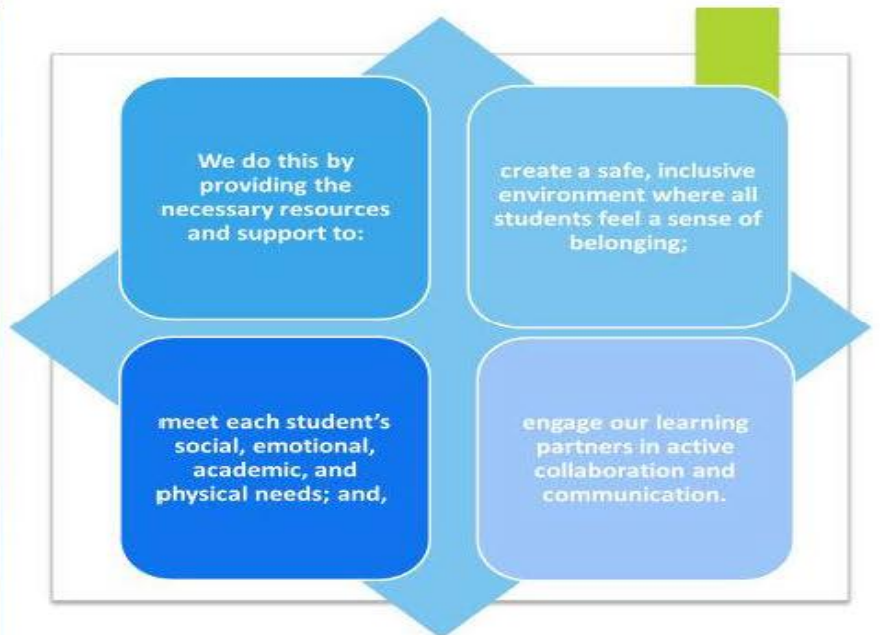 We do this by
providing the
necessary resources
and support to:
create a safe, inclusive
environment where all
students feel a sense of
belonging;
meet each student’s
social, emotional,
academic, and
physical needs; and,
engage our learning
partners in active
collaboration and
communication.